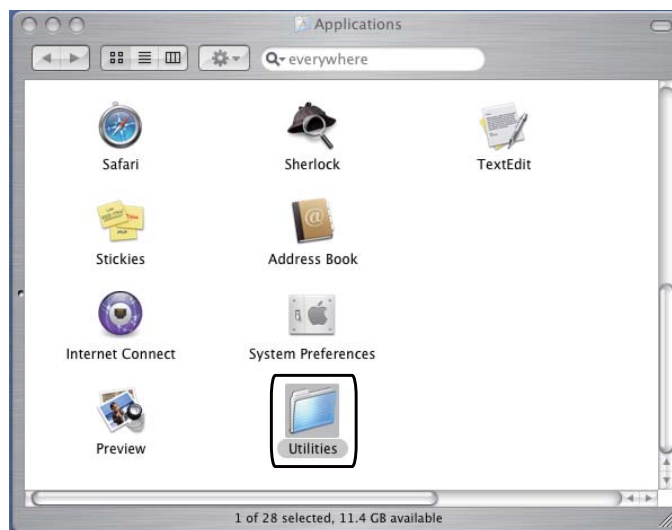 Applications
everywhere
Safari
Sherlock
TextEdit
Stickies
Address Book
Internet Connect
System Preferences
Preview
Utilities
1 of 28 selected, 11.4 GB available